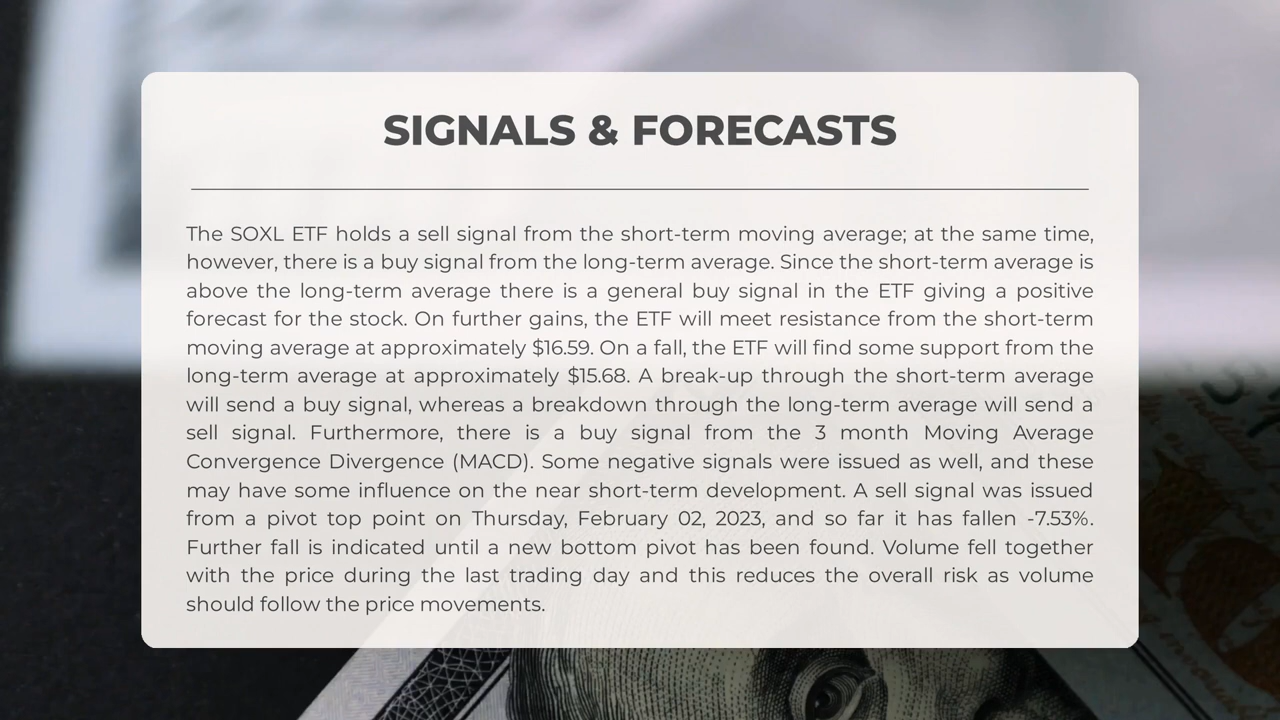 SIGNALS & FORECASTS
The SOXL ETF holds a sell signal from the short-term moving average; at the same time,
however, there is a buy signal from the long-term average. Since the short-term average is
above the long-term average there is a general buy signal in the ETF giving a positive
forecast for the stock. On further gains, the ETF will meet resistance from the short-term
moving average at approximately $16.59. On a fall, the ETF will find some support from the
long-term average at approximately $15.68. A break-up through the short-term average
will send a buy signal, whereas a breakdown through the long-term average will send a
sell signal. Furthermore, there is a buy signal from the 3 month Moving Average
Convergence Divergence (MACD). Some negative signals were issued as well, and these
may have some influence on the near short-term development. A sell signal was issued
from a pivot top point on Thursday, February 02, 2023, and so far it has fallen -7.53%.
Further fall is indicated until a new bottom pivot has been found. Volume fell together
with the price during the last trading day and this reduces the overall risk as volume
should follow the price movements.